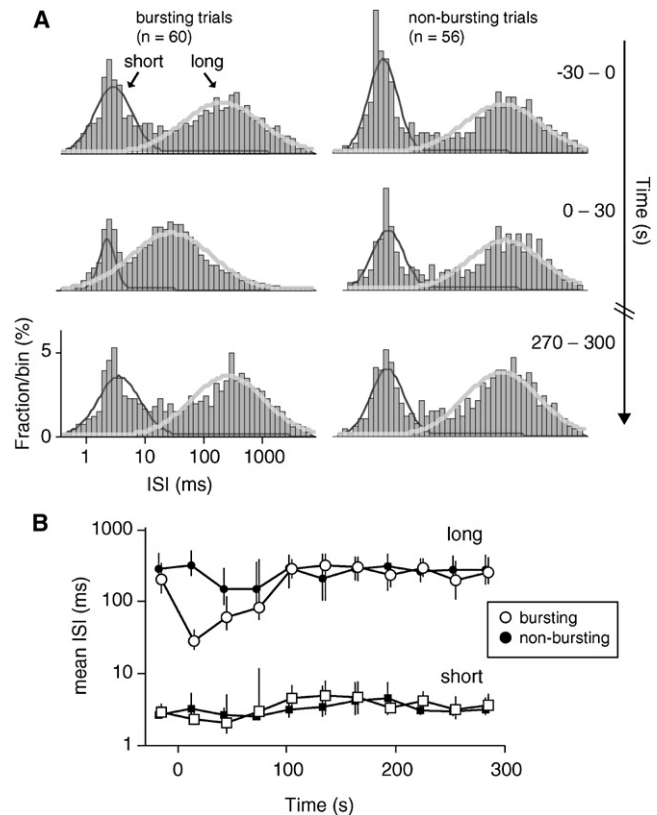 A
bursting trials
(n = 60)
short
long
non-bursting trials
(n = 56)
-30 – 0
0 – 30
270 – 300
Time (s)
Fraction/bin (%)
5
0
1 10 100 1000
ISI (ms)
B
mean ISI (ms)
1000
100
10
1
long
short
bursting
non-bursting
0 100 200 300
Time (s)